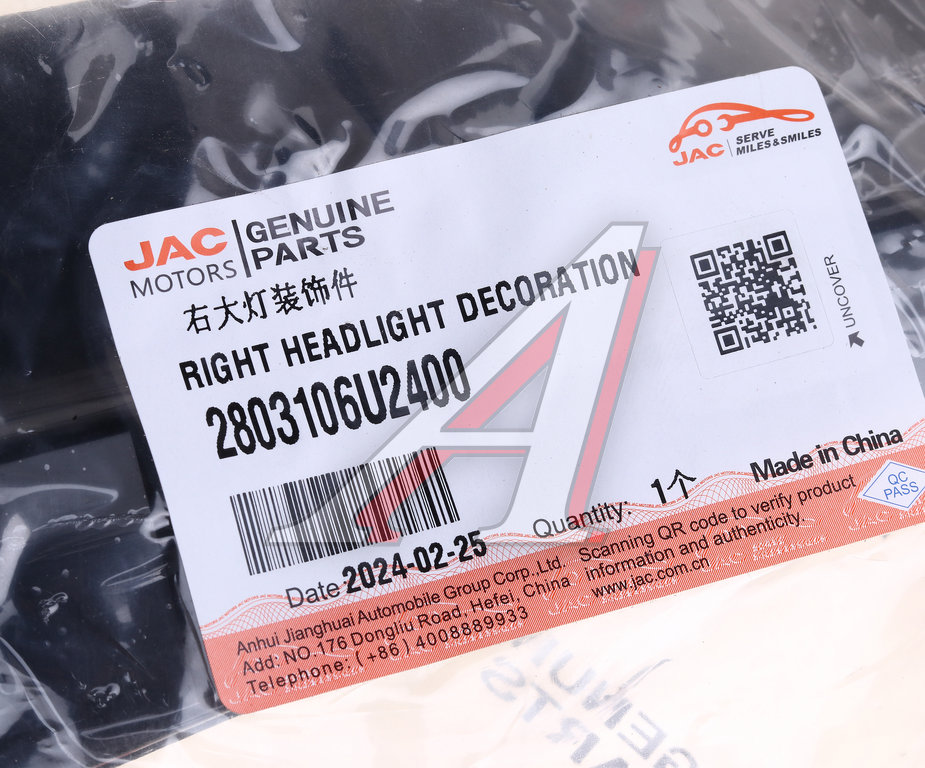 JAC
MOTORS
GENUINE
PARTS
JAC
SERVE
MILES&SMILES
右大灯装饰件
RIGHT HEADLIGHT DECORATION
2803106U2400
UNCOVER
Date 2024-02-25
Quantity: 1个
Made in China
QC
PASS
Anhui Jianghuai Automobile Group Corp.,Ltd.
Add: NO.176 Dongliu Road, Hefei, China
Telephone: (+86) 4008889933
Scanning QR code to verify product
information and authenticity.
www.jac.com.cn
GENUINE
PARTS